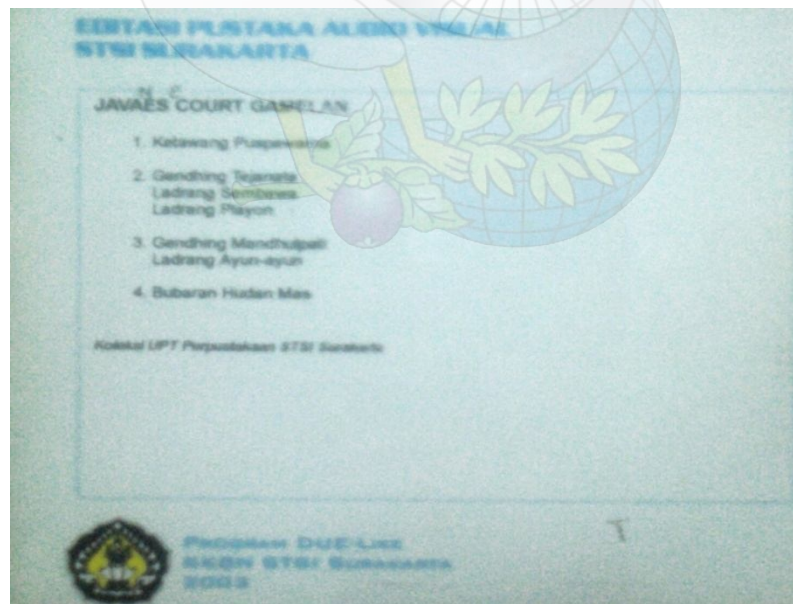 EDITASI PUSTAKA AUDIO VISUAL
STSI SURAKARTA
N E
JAVAES COURT GAMELAN
1. Ketawang Puspawarna
2. Gendhing Tejanata
Ladrang Sembawa
Ladrang Playon
3. Gendhing Mandhulpati
Ladrang Ayun-ayun
4. Bubaran Hudan Mas
Koleksi UPT Perpustakaan STSI Surakarta
T
PROGRAM DUE-LIKE
STSI SURAKARTA
2003